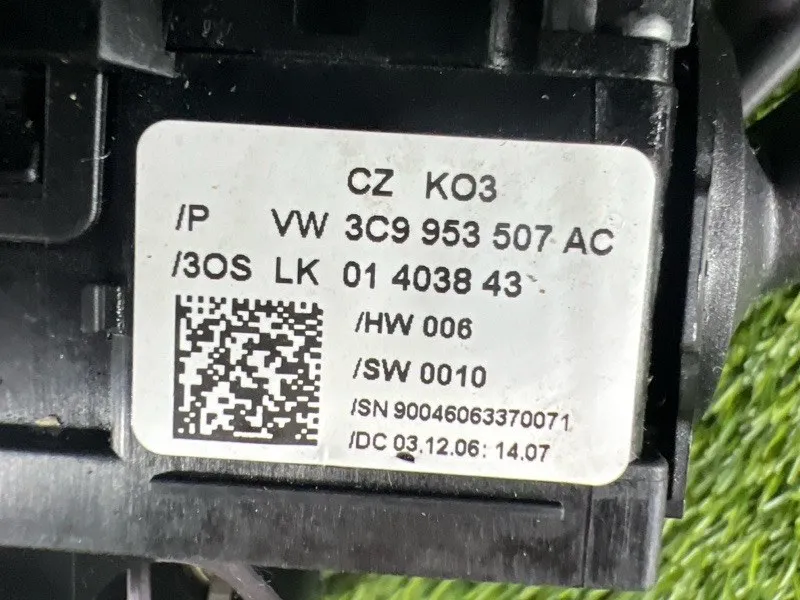 CZ KO3
/P VW 3C9 953 507 AC
/3OS LK 01 4038 43
/HW 006
/SW 0010
/SN 90046063370071
/DC 03.12.06: 14.07